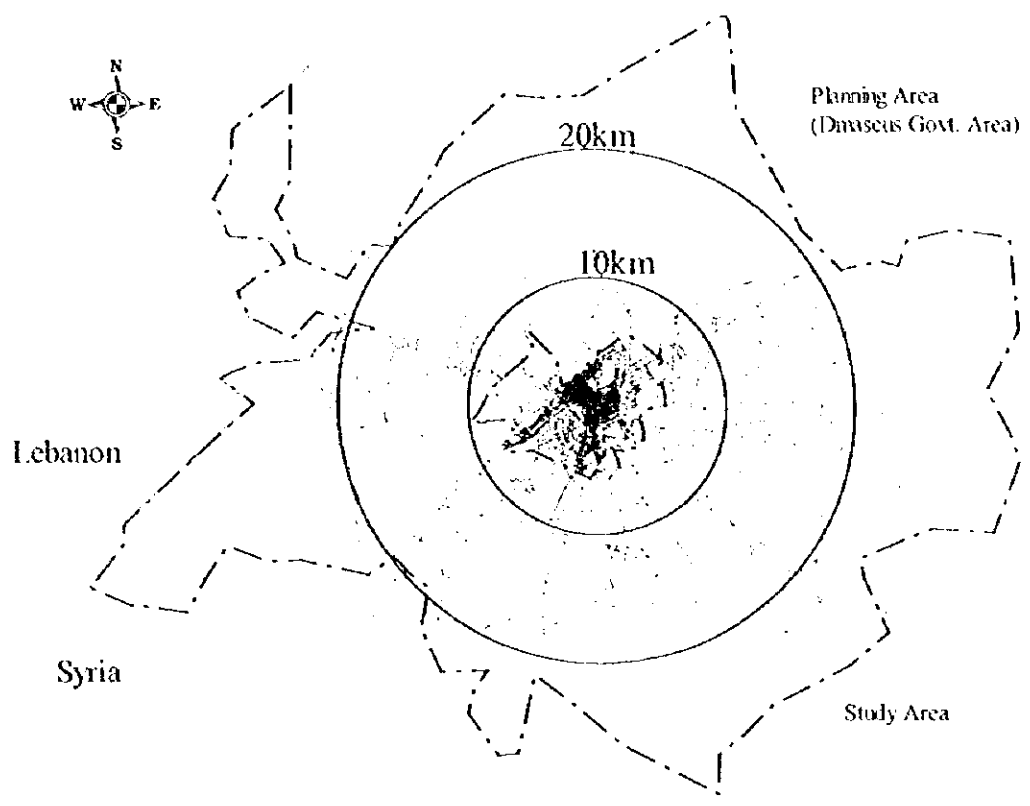 N
W E
S
Planning Area
(Damascus Govt. Area)
20km
10km
Lebanon
Syria
Study Area